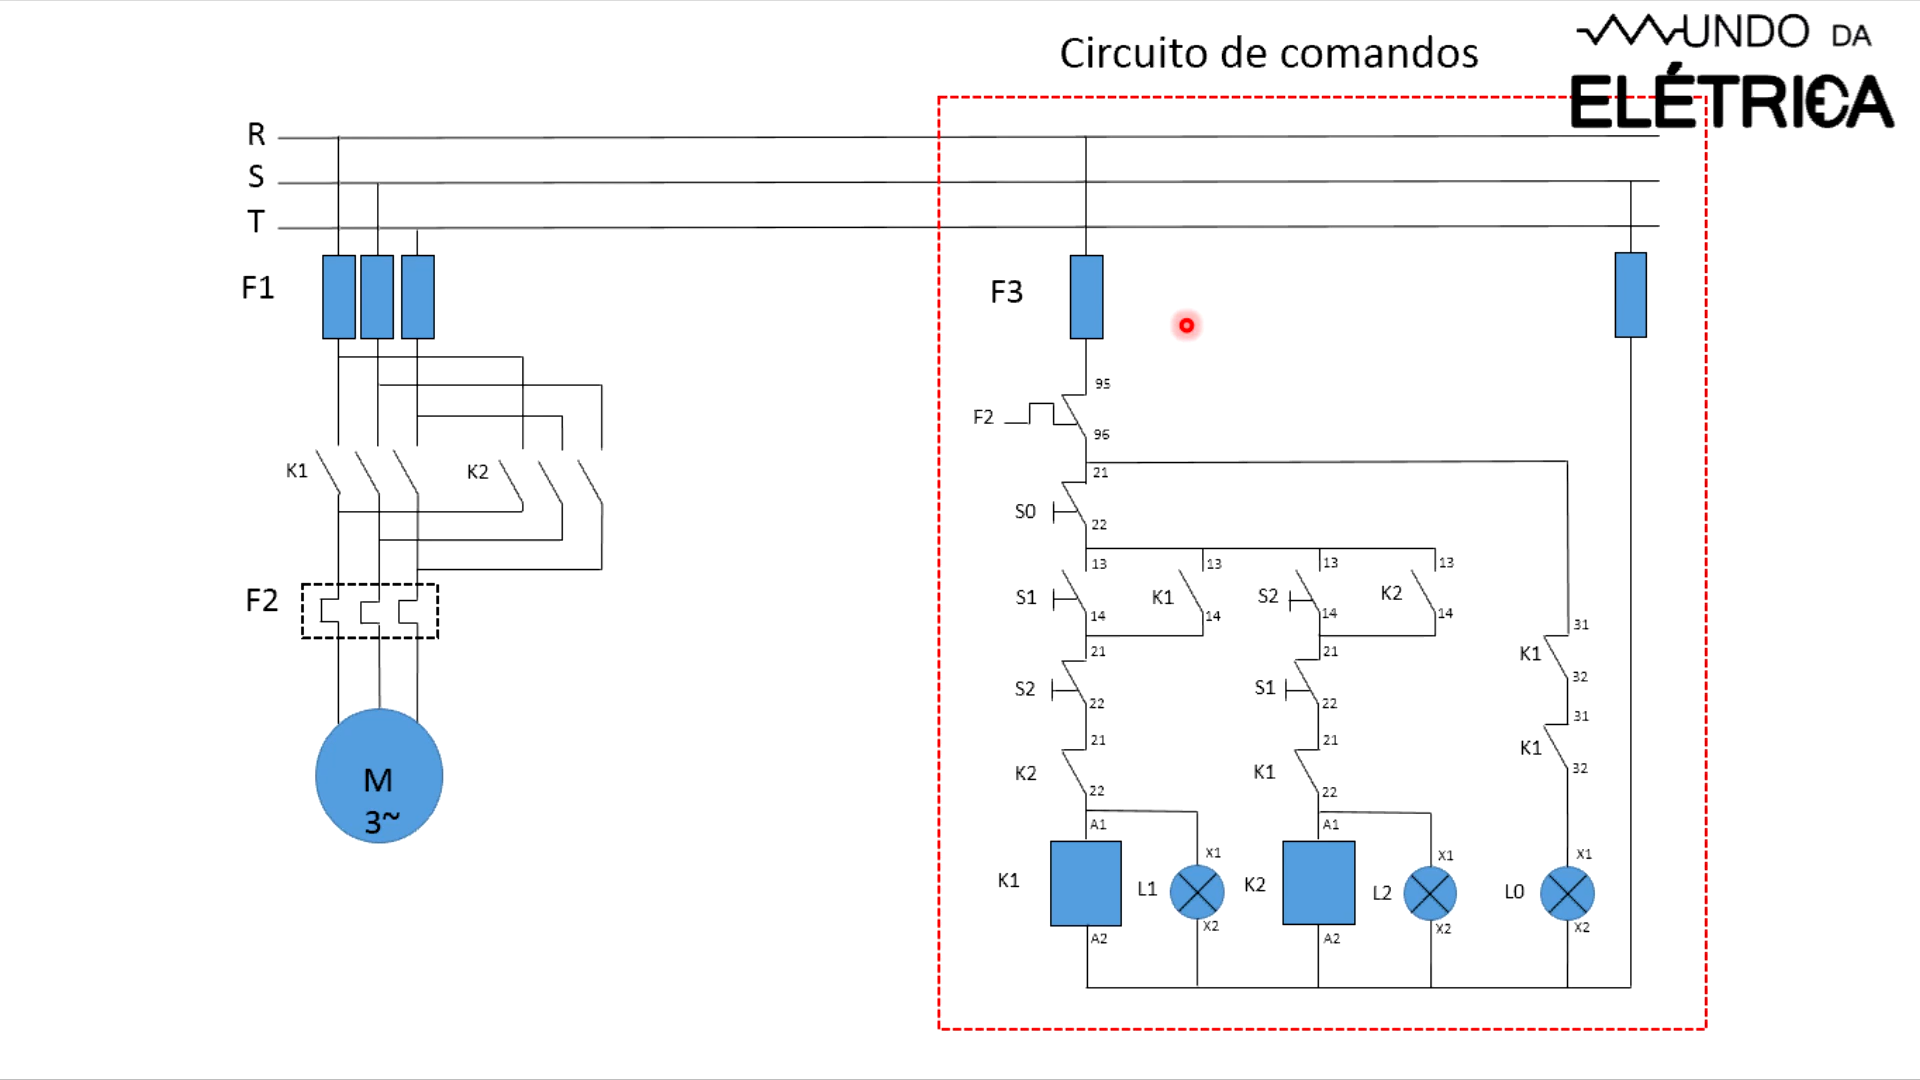 Circuito de comandos
MUNDO DA
ELÉTRICA
R
S
T
F1
F3
95
F2
96
K1
K2
21
S0
22
13
13
13
13
S1
K1
S2
K2
14
14
14
14
F2
31
K1
32
21
21
S2
S1
22
22
31
K1
32
21
21
K2
K1
22
22
M
3~
A1
A1
X1
X1
X1
K1
L1
K2
L2
L0
X2
X2
X2
A2
A2